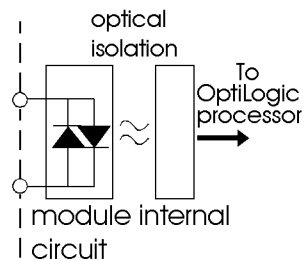 optical
isolation
To
OptiLogic
processor
module internal
circuit